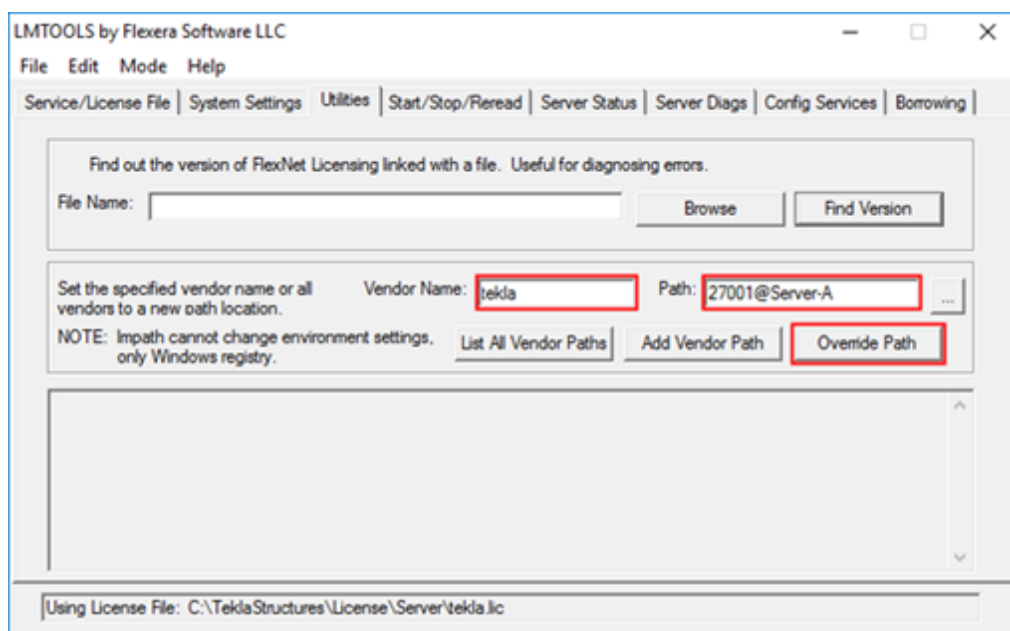 LMTOOLS by Flexera Software LLC
File Edit Mode Help
Service/License File System Settings Utilities Start/Stop/Reread Server Status Server Diags Config Services Borrowing
Find out the version of FlexNet Licensing linked with a file. Useful for diagnosing errors.
File Name: Browse Find Version
Set the specified vendor name or all
vendors to a new path location.
Vendor Name: tekla Path: 27001@Server-A ...
NOTE: lmpath cannot change environment settings,
only Windows registry.
List All Vendor Paths Add Vendor Path Override Path
Using License File: C:\TeklaStructures\License\Server\tekla.lic